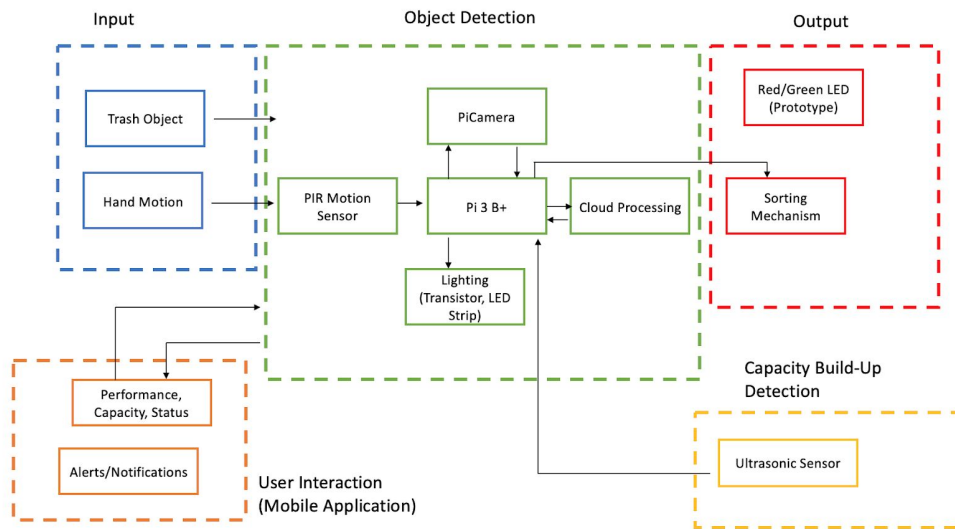 Input
Object Detection
Output
Trash Object
Hand Motion
PiCamera
PIR Motion
Sensor
Pi 3 B+
Cloud Processing
Lighting
(Transistor, LED
Strip)
Red/Green LED
(Prototype)
Sorting
Mechanism
Performance,
Capacity, Status
Alerts/Notifications
User Interaction
(Mobile Application)
Capacity Build-Up
Detection
Ultrasonic Sensor